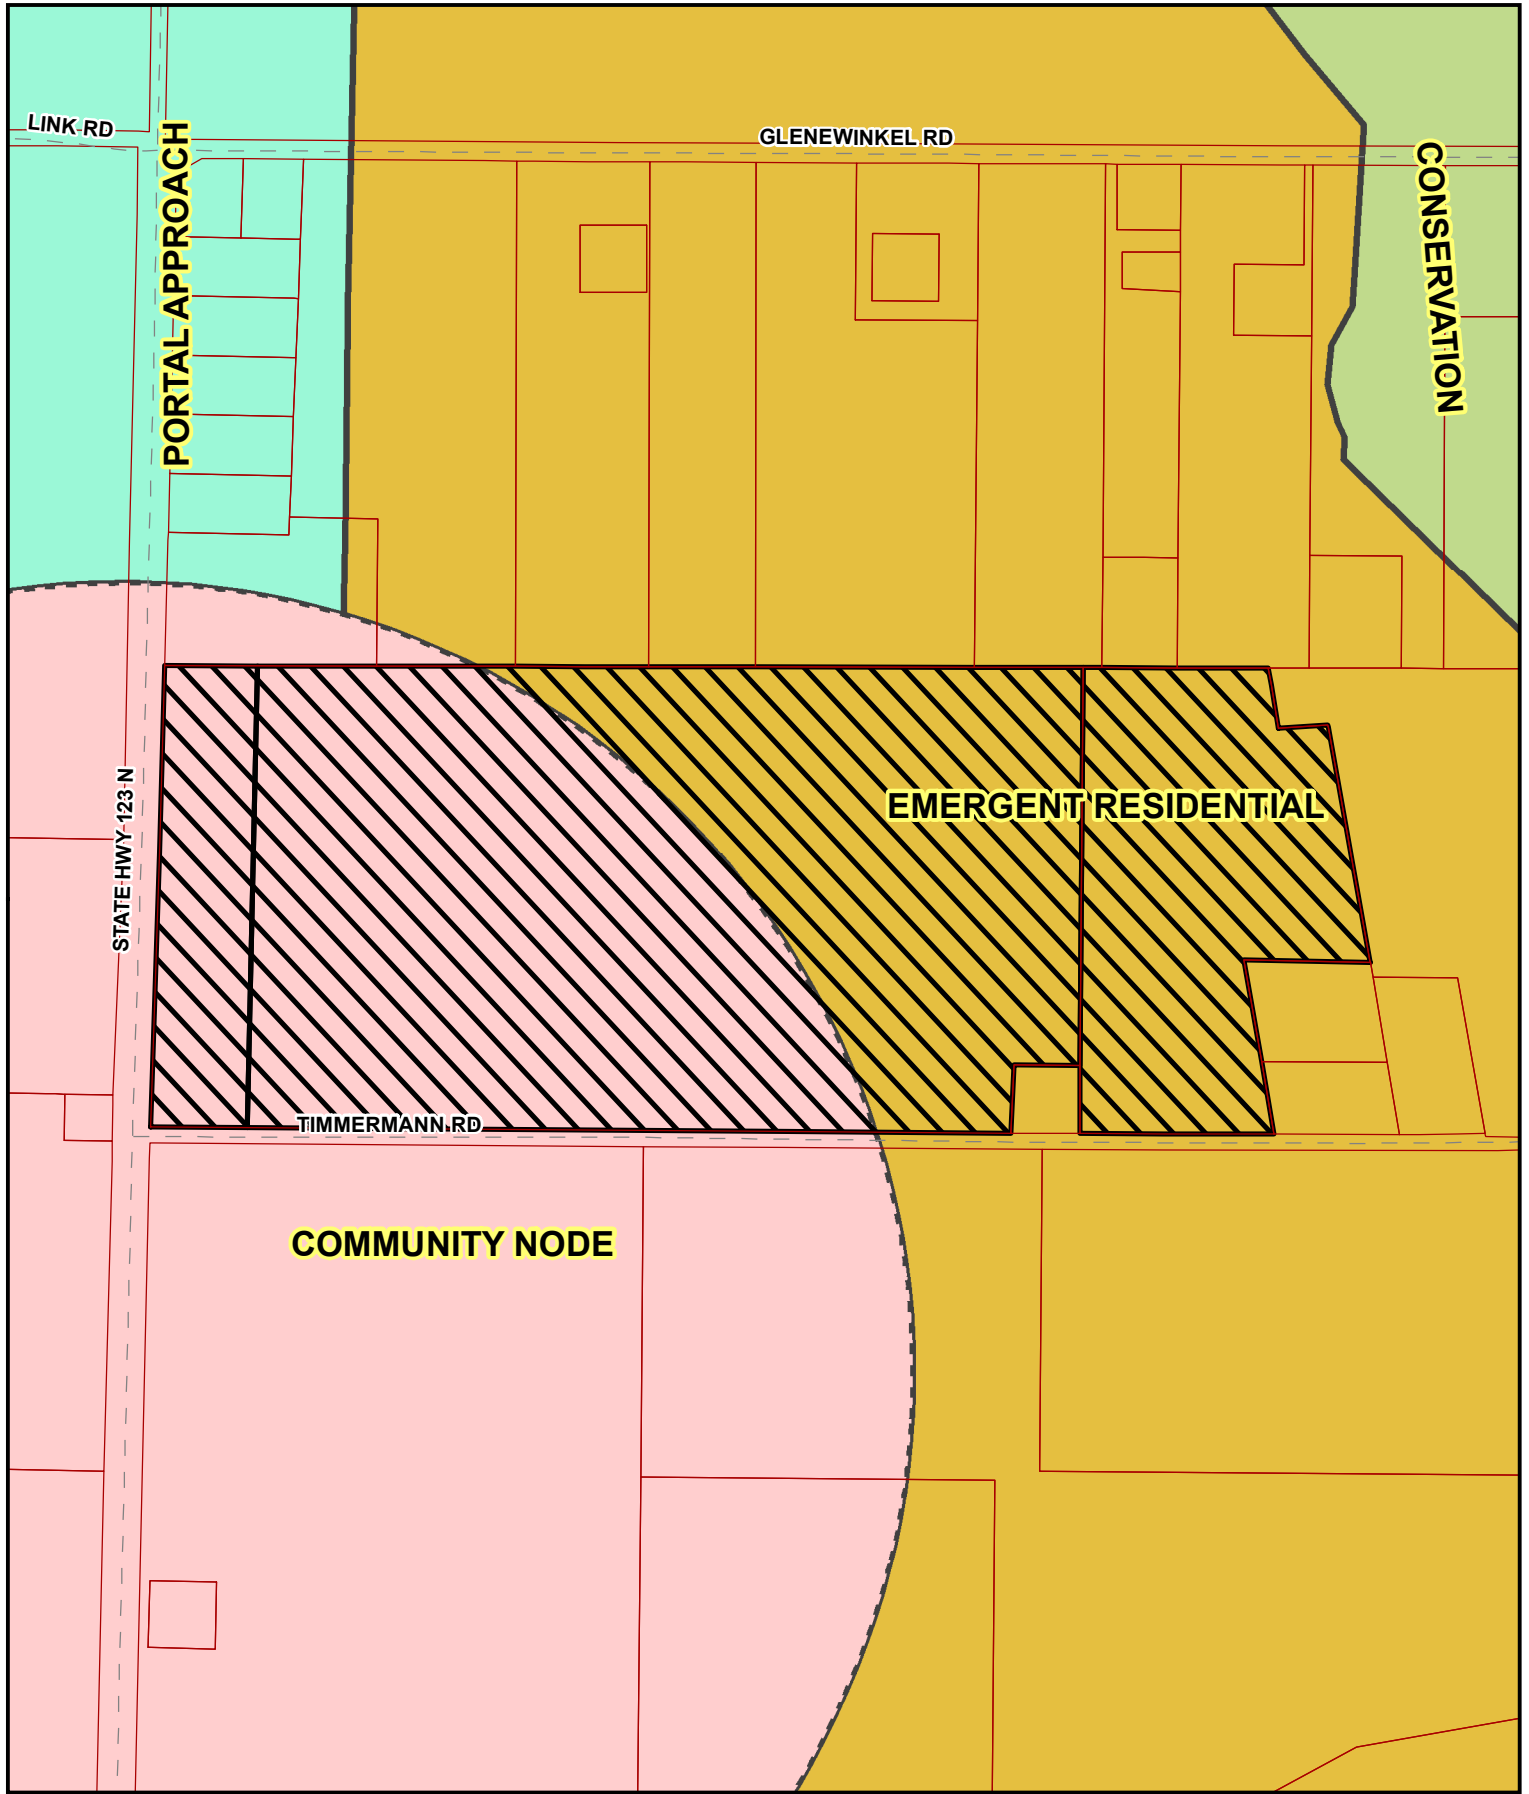 LINK RD
GLENEWINKEL RD
PORTAL APPROACH
CONSERVATION
STATE HWY 123 N
EMERGENT RESIDENTIAL
TIMMERMANN RD
COMMUNITY NODE